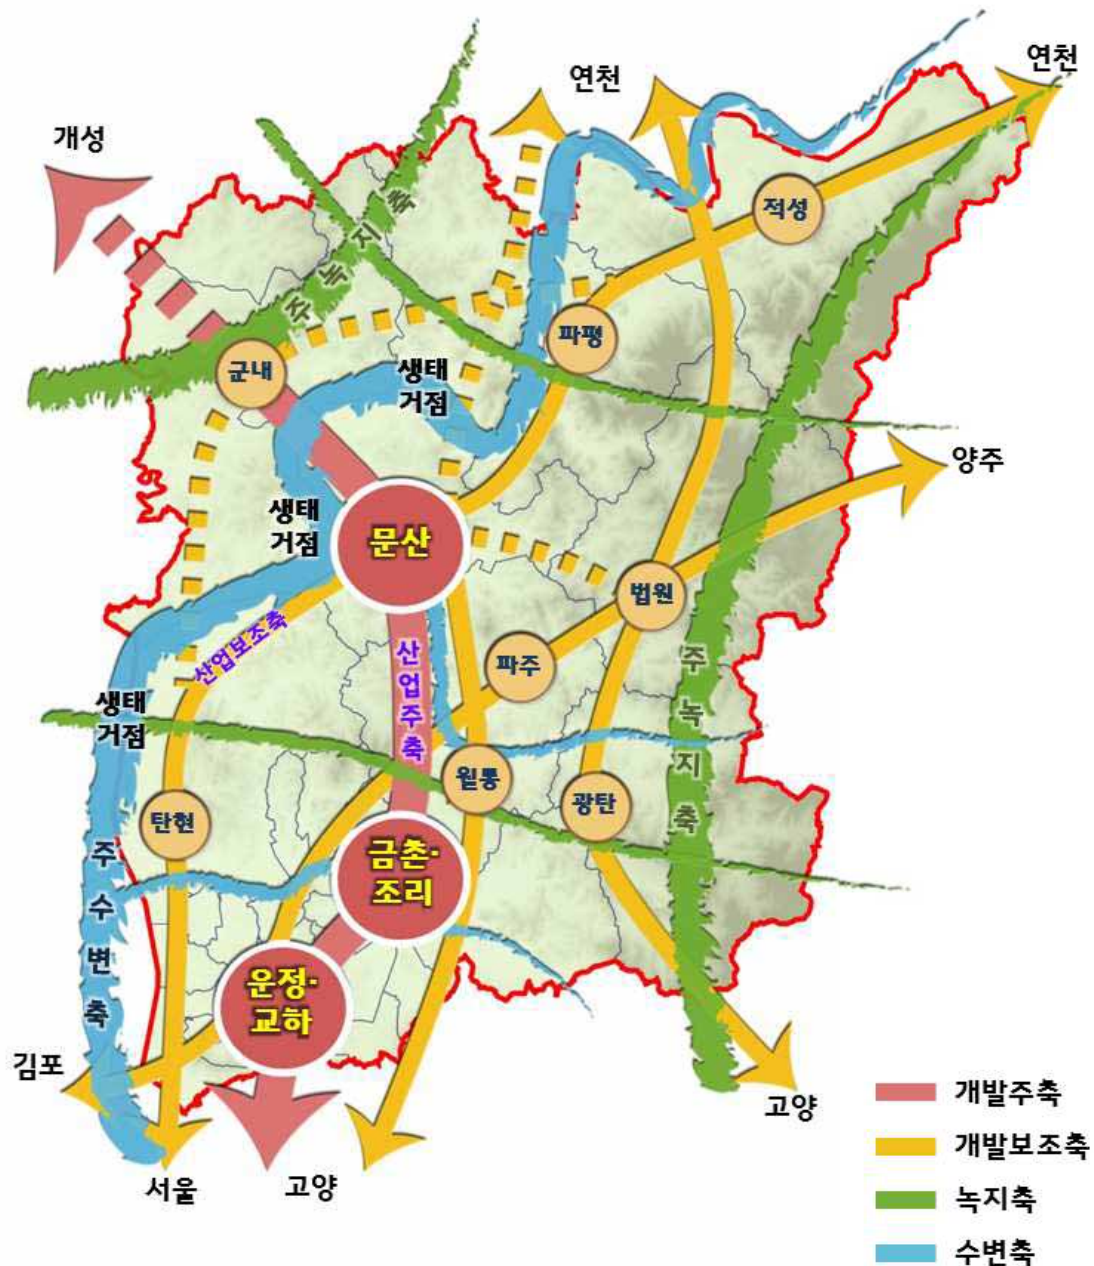 연천
연천
개성
적성
주녹지축
파평
군내
생태
거점
양주
생태
거점
문산
법원
산업보조축
산업주축
파주
주녹지축
생태
거점
월롱
광탄
탄현
금촌·
조리
주수변축
운정·
교하
김포
고양
서울
고양
개발주축
개발보조축
녹지축
수변축